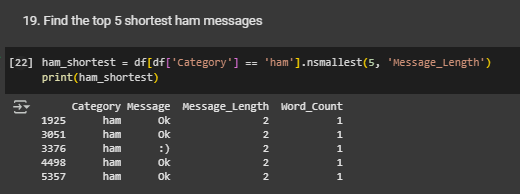 19. Find the top 5 shortest ham messages
[22] ham_shortest = df[df['Category'] == 'ham'].nsmallest(5, 'Message_Length')
print(ham_shortest)
Category Message Message_Length Word_Count
1925 ham Ok 2 1
3051 ham Ok 2 1
3376 ham :) 2 1
4498 ham Ok 2 1
5357 ham Ok 2 1